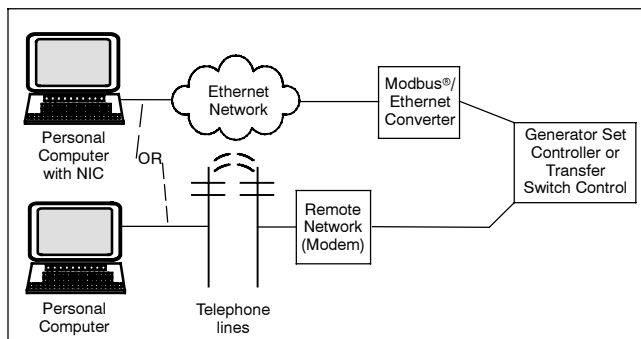 Ethernet
Network
Modbus®/
Ethernet
Converter
Personal
Computer
with NIC
OR
Generator Set
Controller or
Transfer
Switch Control
Remote
Network
(Modem)
Personal
Computer
Telephone
lines